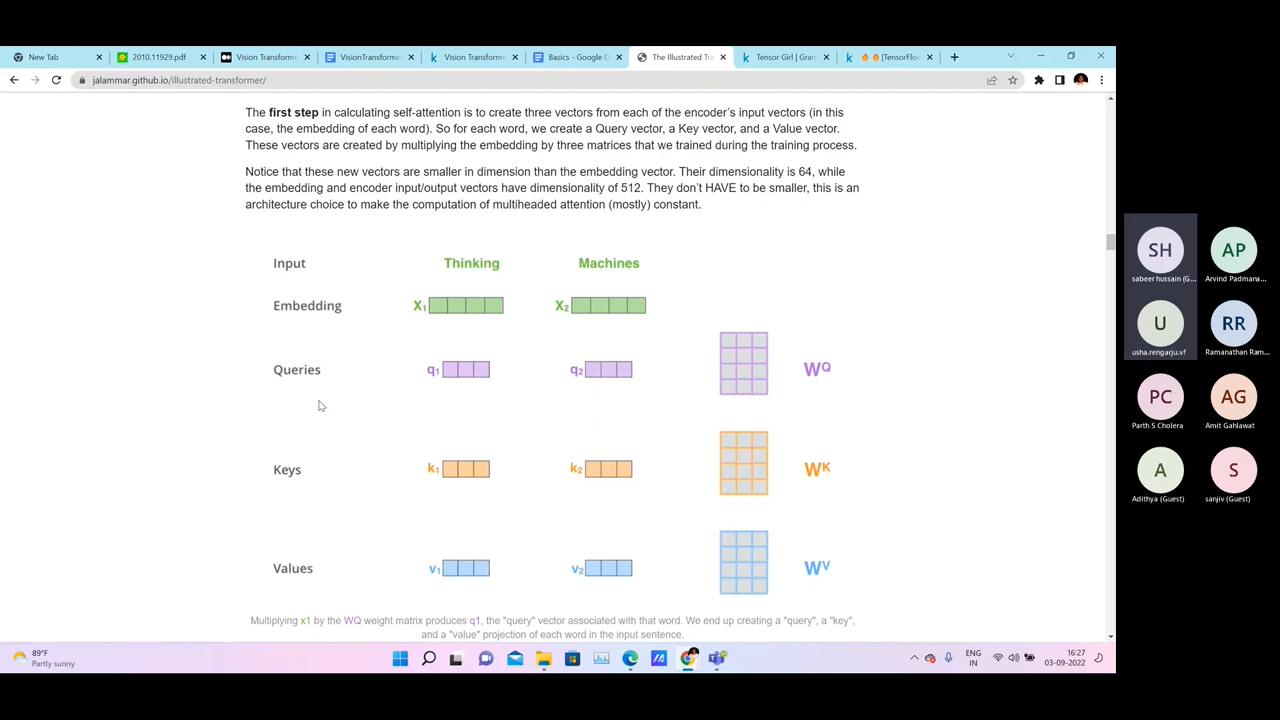 New Tab
2010.11929.pdf
Vision Transforme
VisionTransforme
Vision Transforme
Basics - Google D
The Illustrated Tra
Tensor Girl | Gran
[TensorFlow
jalammar.github.io/illustrated-transformer/
The first step in calculating self-attention is to create three vectors from each of the encoder's input vectors (in this
case, the embedding of each word). So for each word, we create a Query vector, a Key vector, and a Value vector.
These vectors are created by multiplying the embedding by three matrices that we trained during the training process.
Notice that these new vectors are smaller in dimension than the embedding vector. Their dimensionality is 64, while
the embedding and encoder input/output vectors have dimensionality of 512. They don't HAVE to be smaller, this is an
architecture choice to make the computation of multiheaded attention (mostly) constant.
Input Thinking Machines
Embedding X1 X2
Queries q1 q2 WQ
Keys k1 k2 WK
Values v1 v2 WV
Multiplying x1 by the WQ weight matrix produces q1, the "query" vector associated with that word. We end up creating a "query", a "key",
and a "value" projection of each word in the input sentence.
89°F
Partly sunny
ENG
IN
16:27
03-09-2022
SH
sabeer hussain (G...
AP
Arvind Padmana...
U
usha.rengarju.vf
RR
Ramanathan Ram...
PC
Parth S Cholera
AG
Amit Gahlawat
A
Adithya (Guest)
S
sanjiv (Guest)